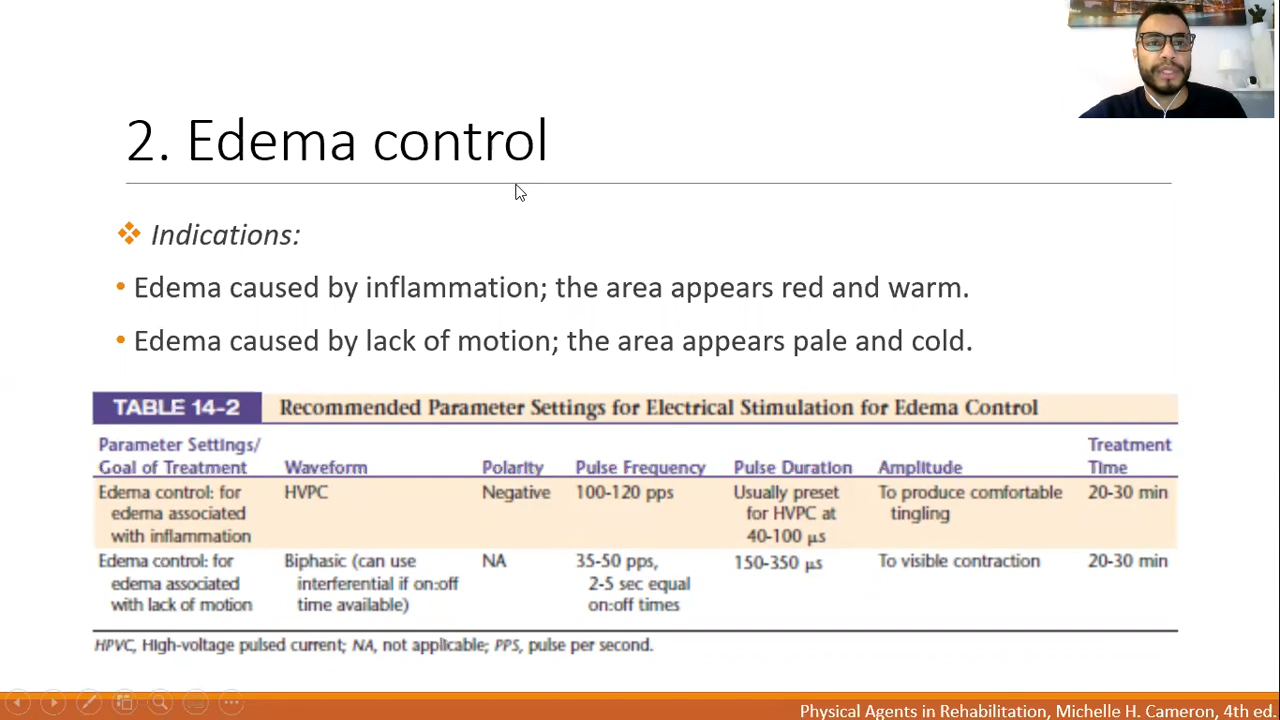 2. Edema control
Indications:
• Edema caused by inflammation; the area appears red and warm.
• Edema caused by lack of motion; the area appears pale and cold.
TABLE 14-2 Recommended Parameter Settings for Electrical Stimulation for Edema Control
Parameter Settings/ Treatment
Goal of Treatment Waveform Polarity Pulse Frequency Pulse Duration Amplitude Time
Edema control: for HVPC Negative 100-120 pps Usually preset To produce comfortable 20-30 min
edema associated for HVPC at tingling
with inflammation 40-100 µs
Edema control: for Biphasic (can use NA 35-50 pps, 150-350 µs To visible contraction 20-30 min
edema associated interferential if on:off 2-5 sec equal
with lack of motion time available) on:off times
HPVC, High-voltage pulsed current; NA, not applicable; PPS, pulse per second.
Physical Agents in Rehabilitation, Michelle H. Cameron, 4th ed.